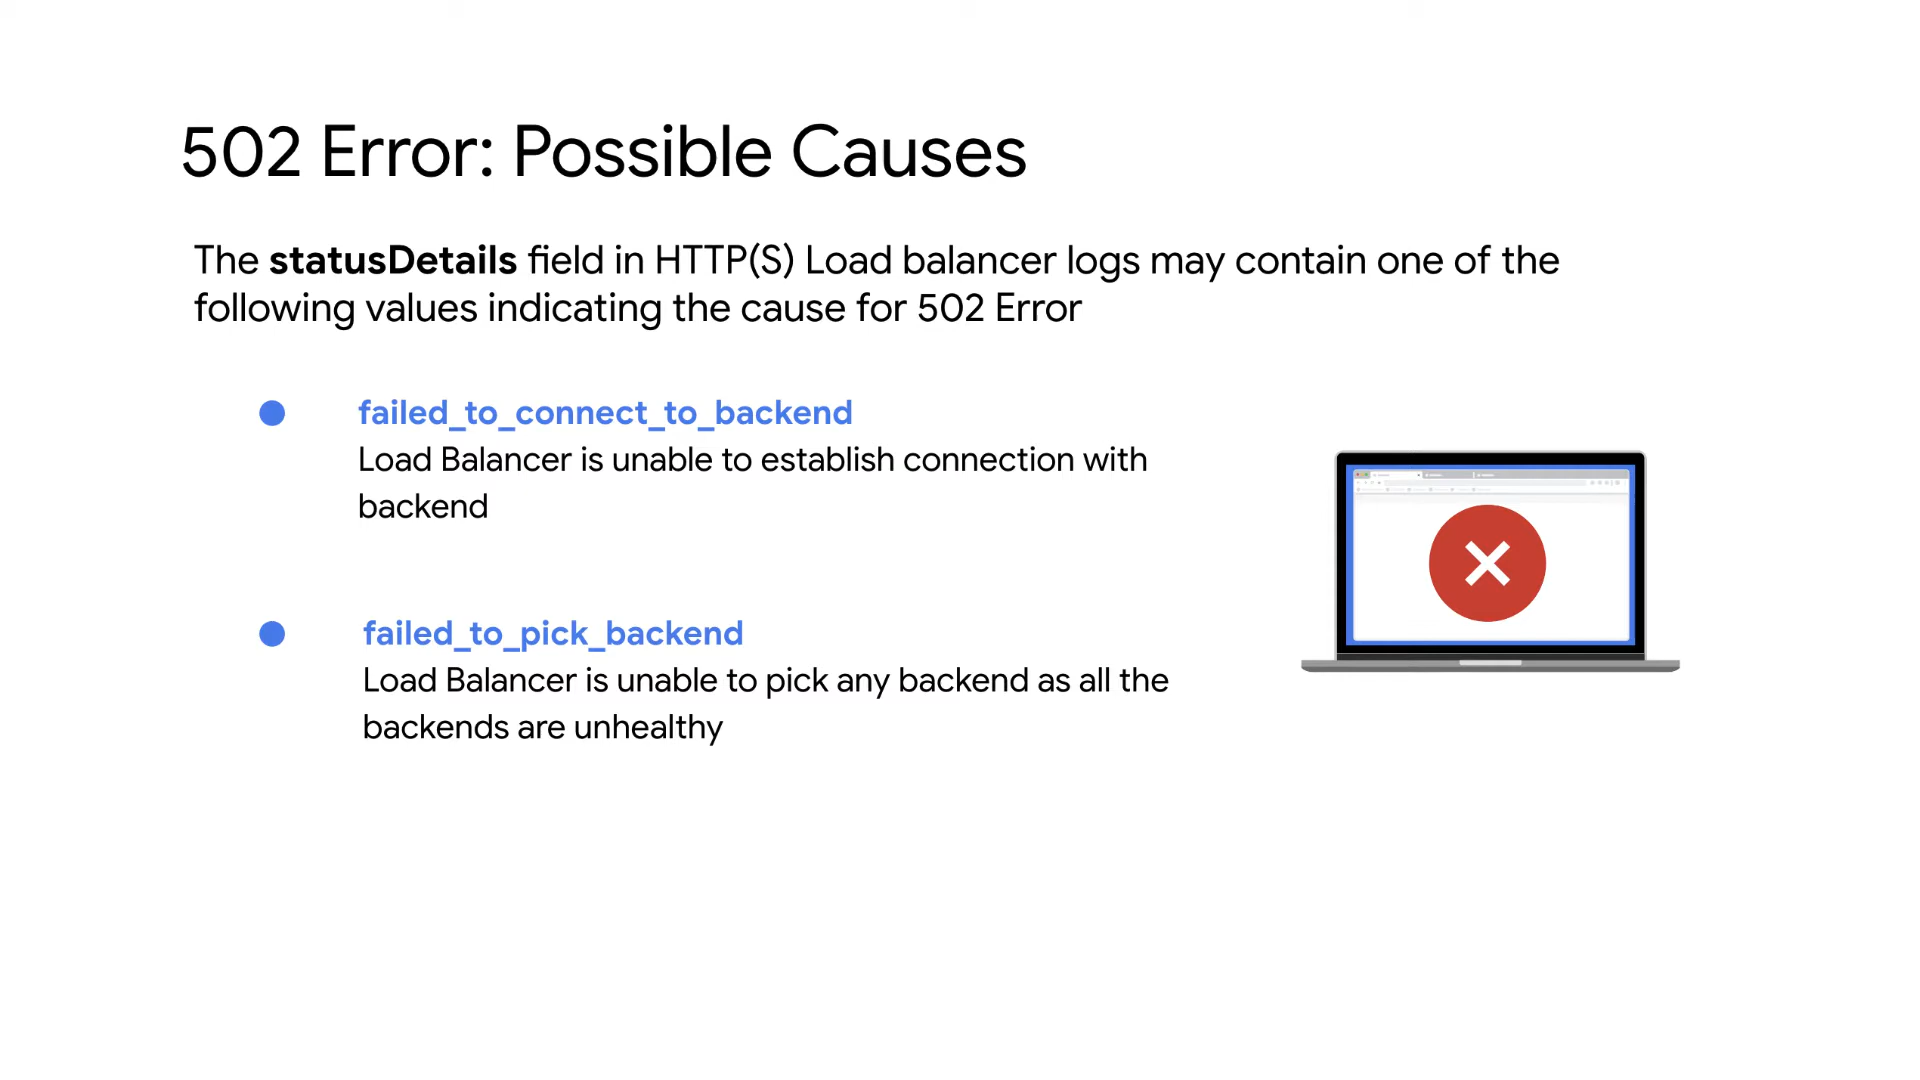 502 Error: Possible Causes
The statusDetails field in HTTP(S) Load balancer logs may contain one of the
following values indicating the cause for 502 Error
failed_to_connect_to_backend
Load Balancer is unable to establish connection with
backend
failed_to_pick_backend
Load Balancer is unable to pick any backend as all the
backends are unhealthy